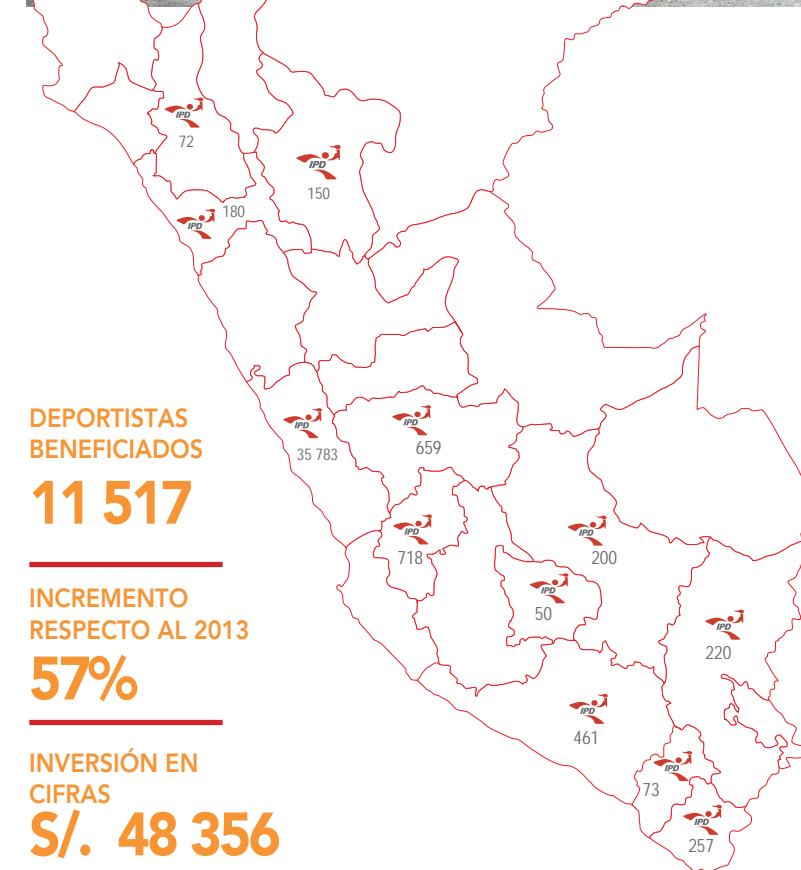 IPD
72
IPD
150
IPD
180
IPD
35 783
IPD
659
IPD
718
IPD
200
IPD
50
IPD
220
IPD
461
IPD
73
IPD
257
DEPORTISTAS
BENEFICIADOS
11 517
INCREMENTO
RESPECTO AL 2013
57%
INVERSIÓN EN
CIFRAS
S/. 48 356